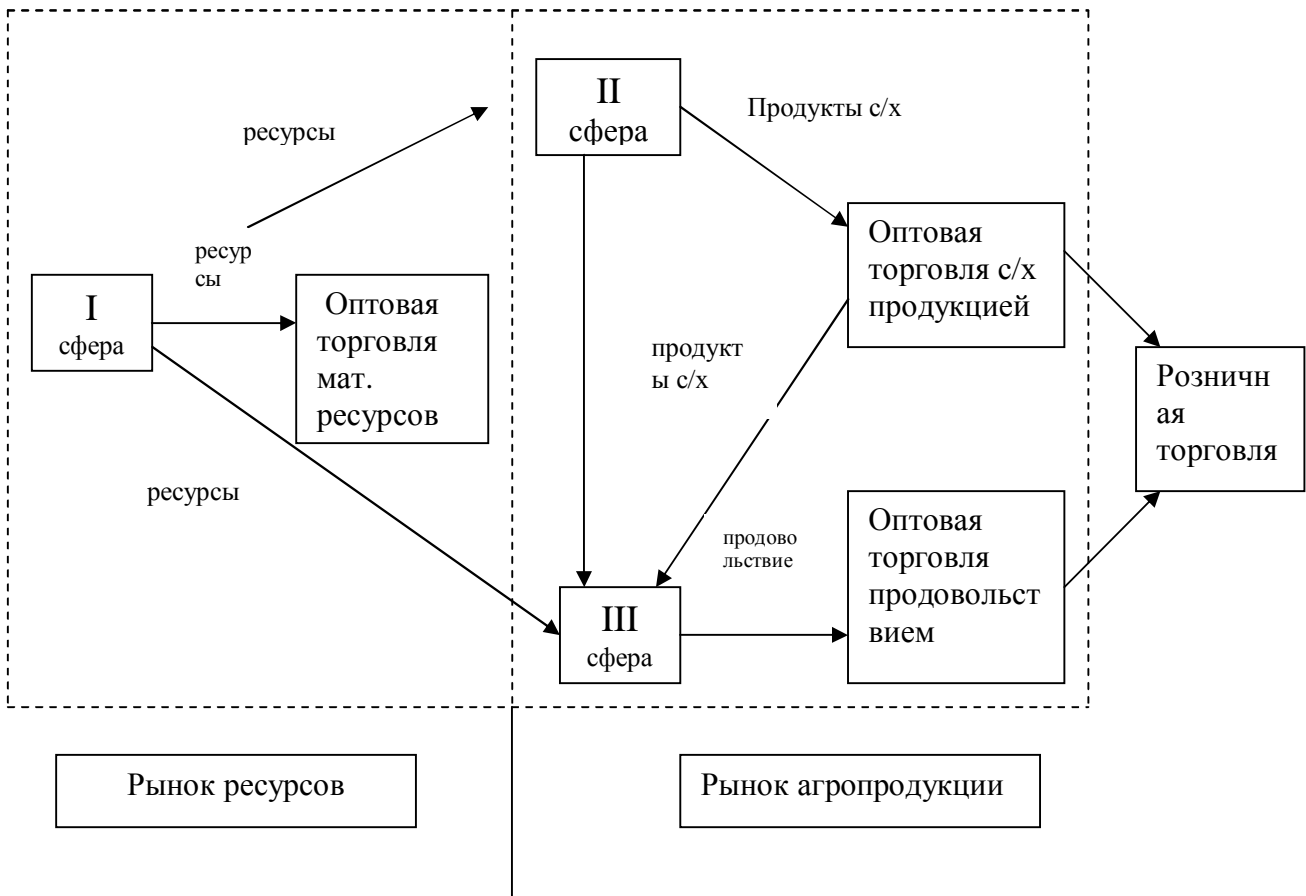 II
сфера
Продукты с/х
ресурсы
ресур
сы
Оптовая
торговля с/х
продукцией
I
сфера
Оптовая
торговля
мат.
ресурсов
продукт
ы с/х
Розничн
ая
торговля
ресурсы
продово
льствие
Оптовая
торговля
продовольст
вием
III
сфера
Рынок ресурсов
Рынок агропродукции